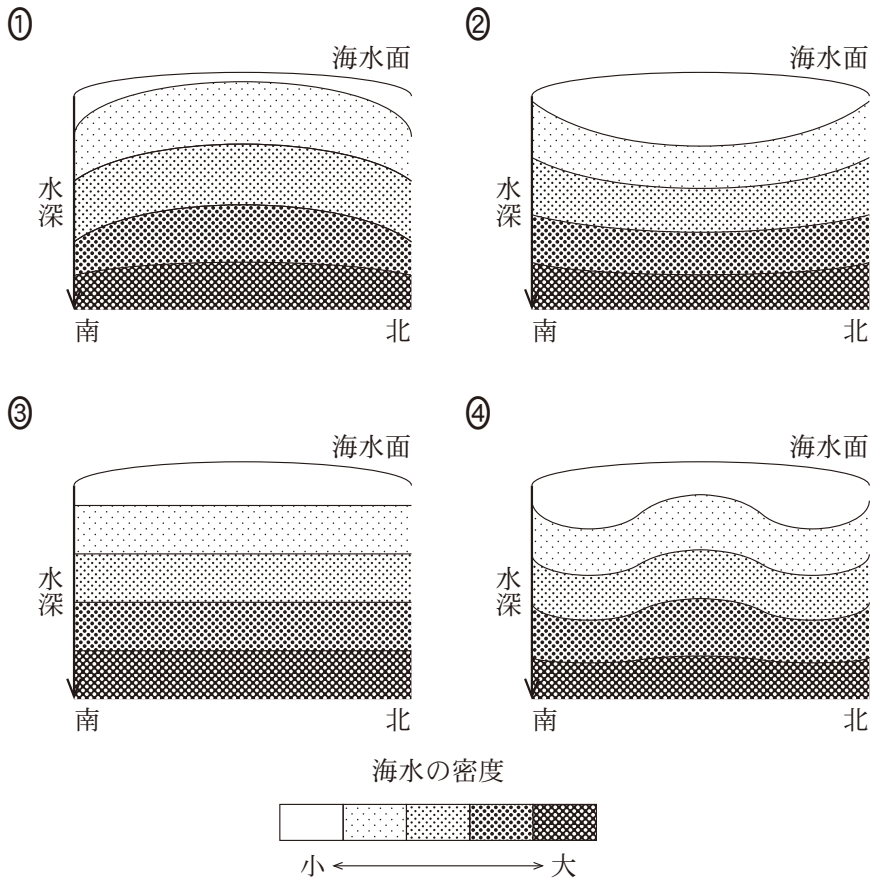 ①
海水面
水深
南
北
②
海水面
水深
南
北
③
海水面
水深
南
北
④
海水面
水深
南
北
海水の密度
小
大